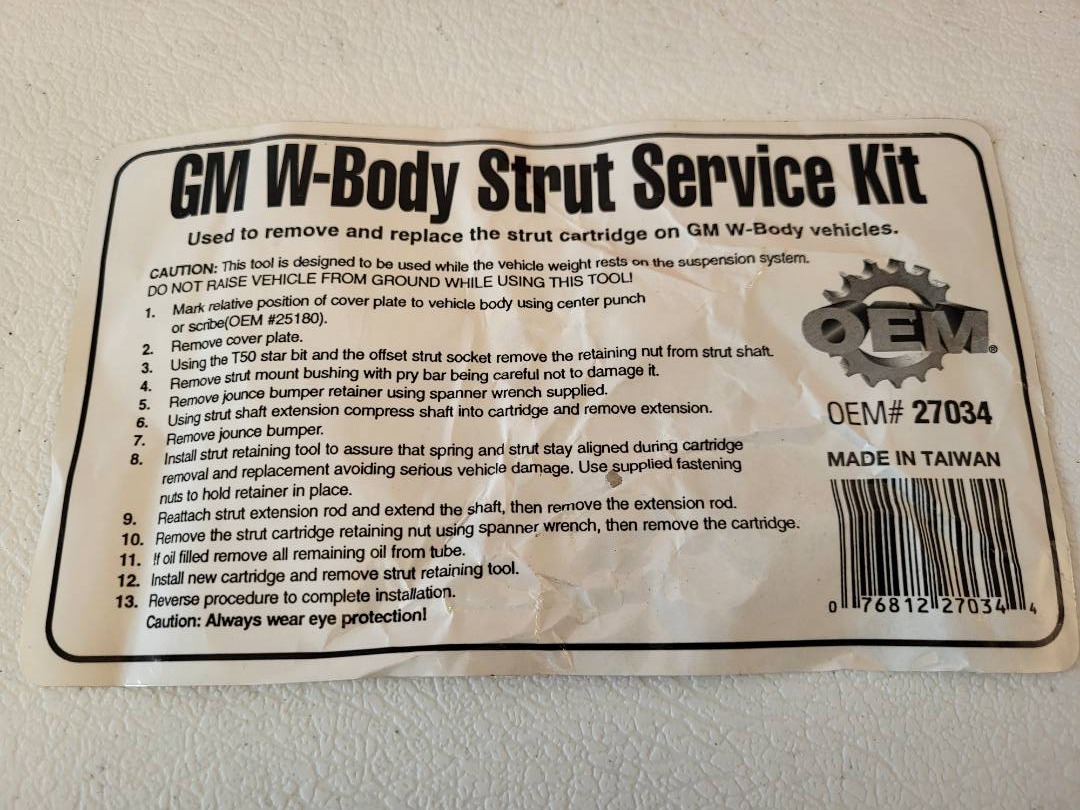 GM W-Body Strut Service Kit
Used to remove and replace the strut cartridge on GM W-Body vehicles.
CAUTION: This tool is designed to be used while the vehicle weight rests on the suspension system.
DO NOT RAISE VEHICLE FROM GROUND WHILE USING THIS TOOL!
1. Mark relative position of cover plate to vehicle body using center punch
or scribe(OEM #25180).
2. Remove cover plate.
3. Using the T50 star bit and the offset strut socket remove the retaining nut from strut shaft.
4. Remove strut mount bushing with pry bar being careful not to damage it.
5. Remove jounce bumper retainer using spanner wrench supplied.
6. Using strut shaft extension compress shaft into cartridge and remove extension.
7. Remove jounce bumper.
8. Install strut retaining tool to assure that spring and strut stay aligned during cartridge
removal and replacement avoiding serious vehicle damage. Use supplied fastening
nuts to hold retainer in place.
9. Reattach strut extension rod and extend the shaft, then remove the extension rod.
10. Remove the strut cartridge retaining nut using spanner wrench, then remove the cartridge.
11. If oil filled remove all remaining oil from tube.
12. Install new cartridge and remove strut retaining tool.
13. Reverse procedure to complete installation.
Caution: Always wear eye protection!
OEM®
OEM# 27034
MADE IN TAIWAN
0 76812 27034 4